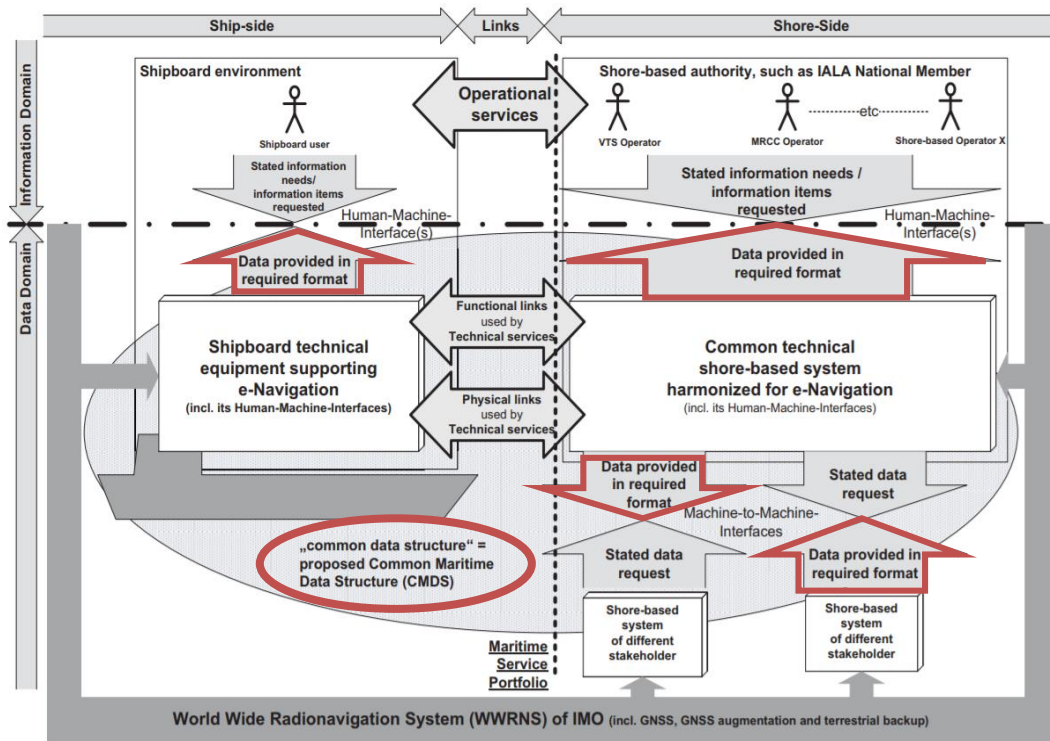 Ship-side
Links
Shore-Side
Information Domain
Data Domain
Shipboard environment
Shipboard user
Stated information
needs/
information items
requested
Human-Machine-
Interface(s)
Data provided in
required format
Shipboard technical
equipment supporting
e-Navigation
(incl. its Human-Machine-Interfaces)
Operational
services
Functional links
used by
Technical services
Physical links
used by
Technical services
Shore-based authority, such as IALA National Member
etc
VTS Operator
MRCC Operator
Shore-based Operator X
Stated information needs /
information items
requested
Human-Machine-
Interface(s)
Data provided in
required format
Common technical
shore-based system
harmonized for e-Navigation
(incl. its Human-Machine-Interfaces)
Data provided
in required
format
Stated data
request
Machine-to-Machine-
Interfaces
Stated data
request
Data provided in
required format
„common data structure“ =
proposed Common Maritime
Data Structure (CMDS)
Shore-based
system
of different
stakeholder
Shore-based
system
of different
stakeholder
Maritime
Service
Portfolio
World Wide Radionavigation System (WWRNS) of IMO (incl. GNSS, GNSS augmentation and terrestrial backup)